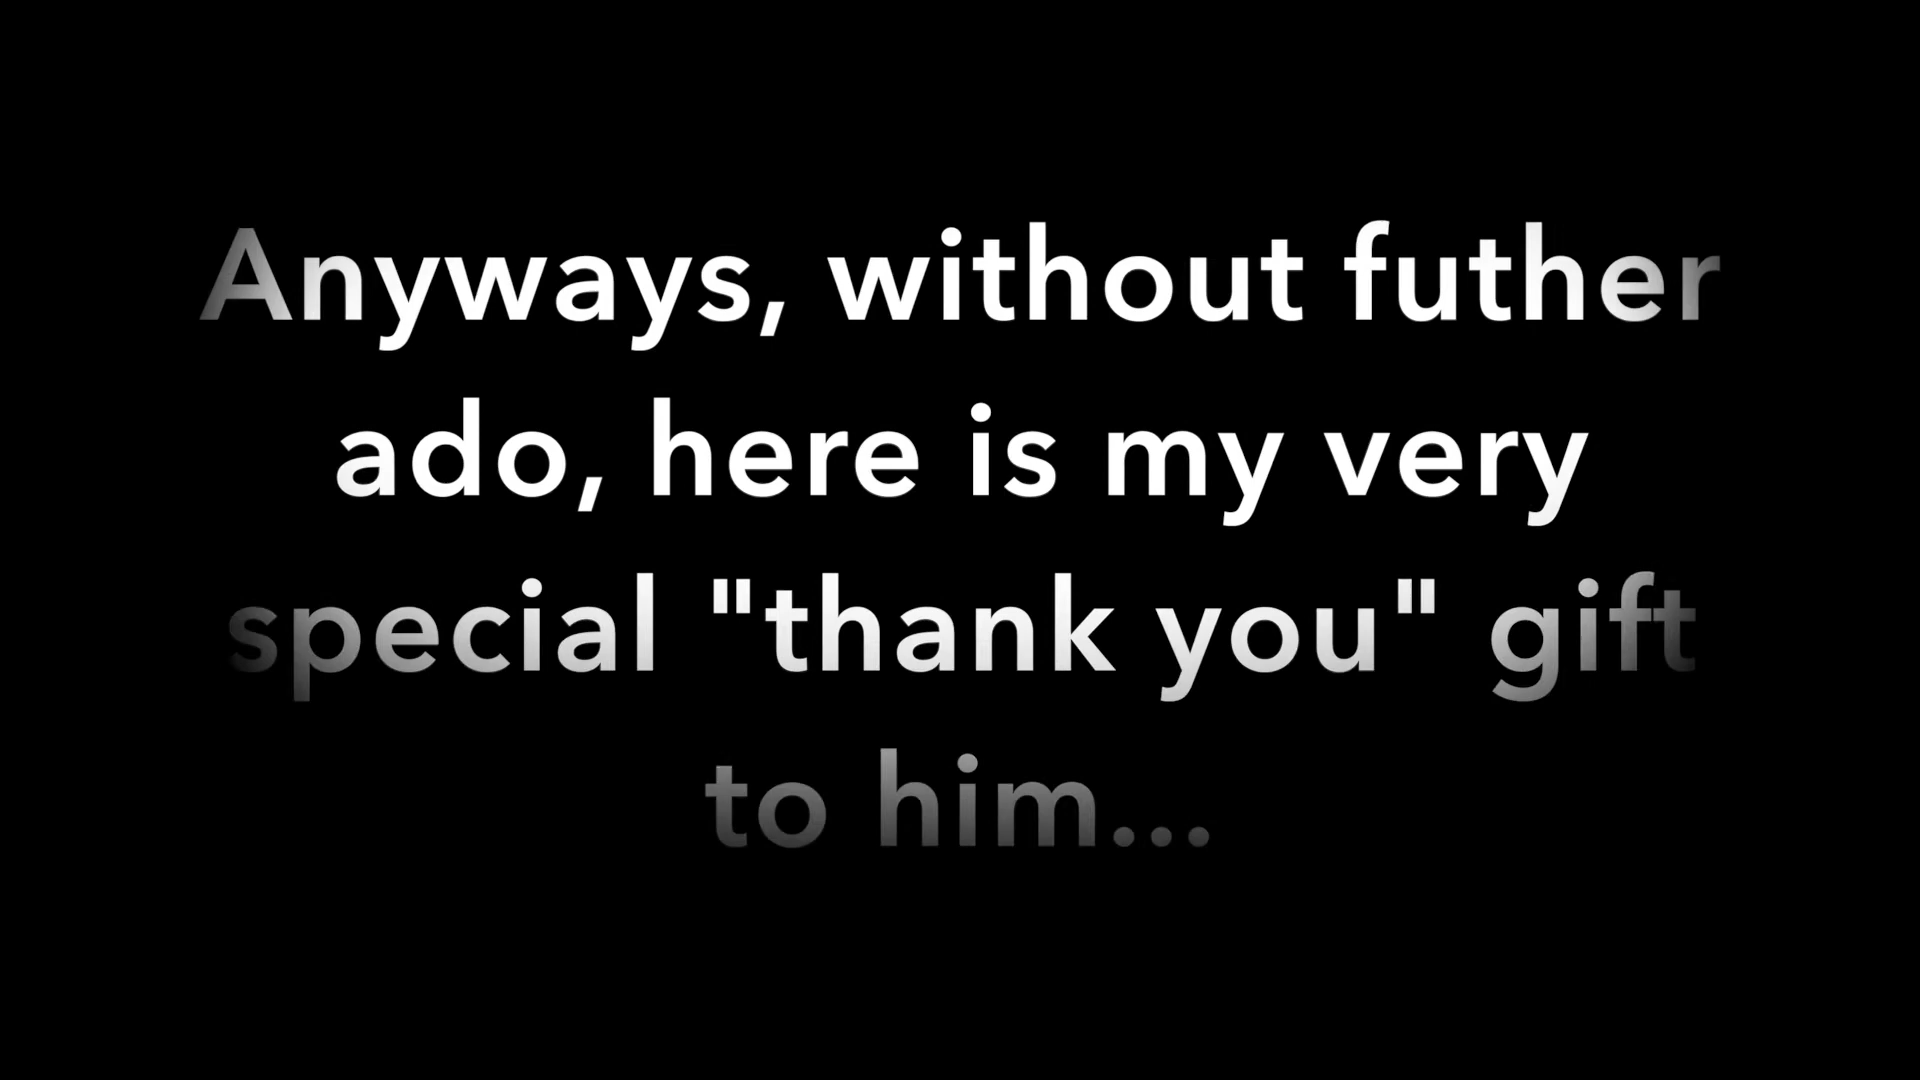 Anyways, without futher
ado, here is my very
special "thank you" gift
to him...